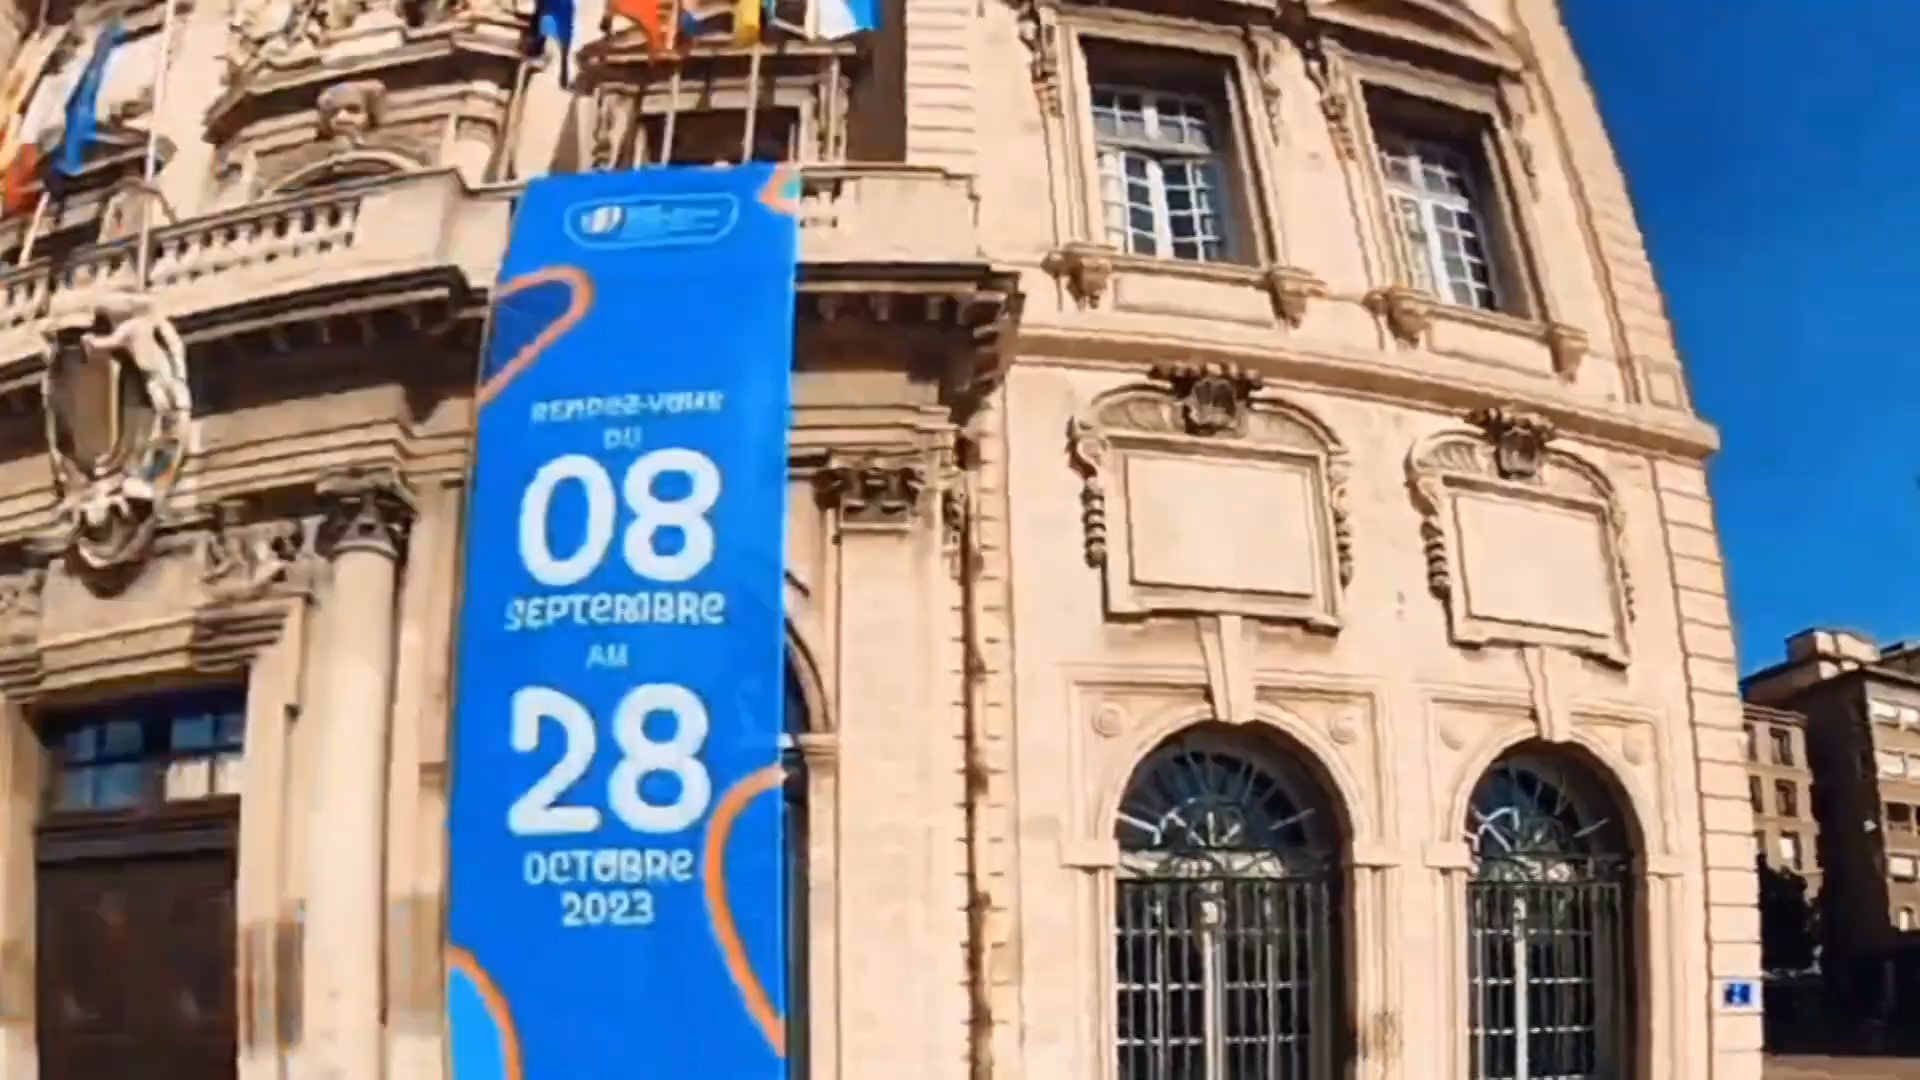 RENDEZ-VOUS
DU
08
SEPTEMBRE
AU
28
OCTOBRE
2023